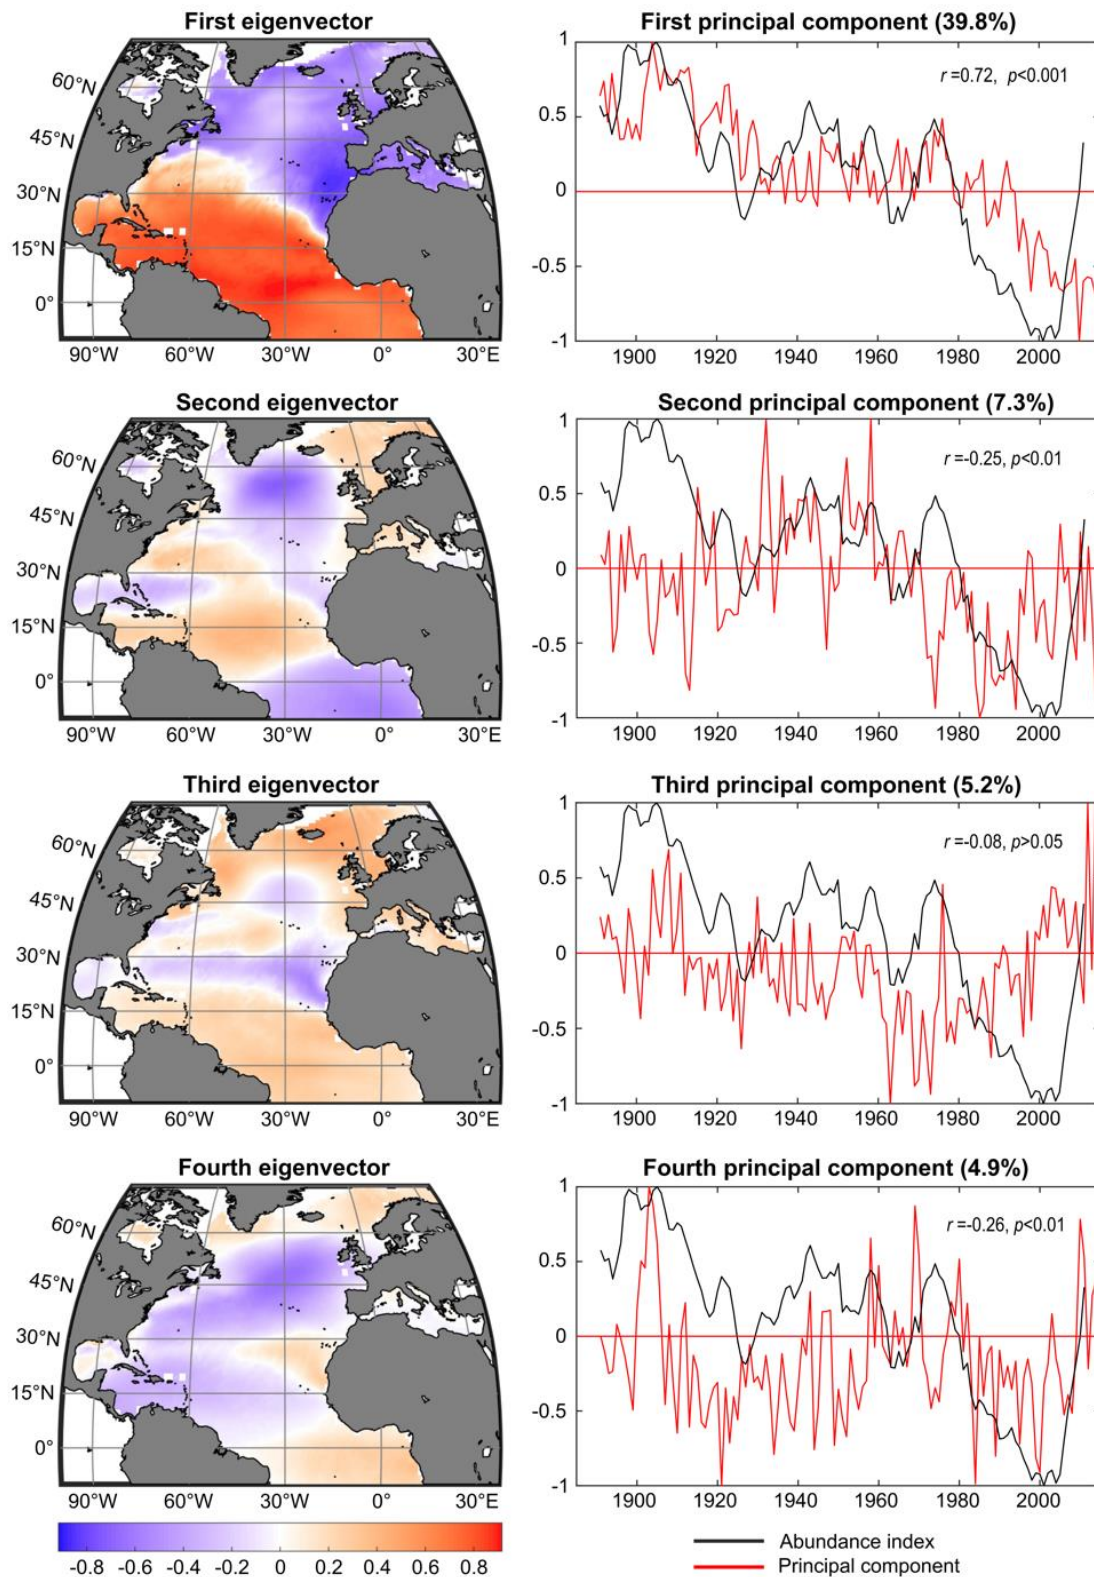 First eigenvector
60°N
45°N
30°N
15°N
0°
90°W 60°W 30°W 0° 30°E
First principal component (39.8%)
r =0.72, p<0.001
1
0.5
0
-0.5
-1
1900 1920 1940 1960 1980 2000
Second eigenvector
60°N
45°N
30°N
15°N
0°
90°W 60°W 30°W 0° 30°E
Second principal component (7.3%)
r =-0.25, p<0.01
1
0.5
0
-0.5
-1
1900 1920 1940 1960 1980 2000
Third eigenvector
60°N
45°N
30°N
15°N
0°
90°W 60°W 30°W 0° 30°E
Third principal component (5.2%)
r =-0.08, p>0.05
1
0.5
0
-0.5
-1
1900 1920 1940 1960 1980 2000
Fourth eigenvector
60°N
45°N
30°N
15°N
0°
90°W 60°W 30°W 0° 30°E
Fourth principal component (4.9%)
r =-0.26, p<0.01
1
0.5
0
-0.5
-1
1900 1920 1940 1960 1980 2000
-0.8 -0.6 -0.4 -0.2 0 0.2 0.4 0.6 0.8
Abundance index
Principal component